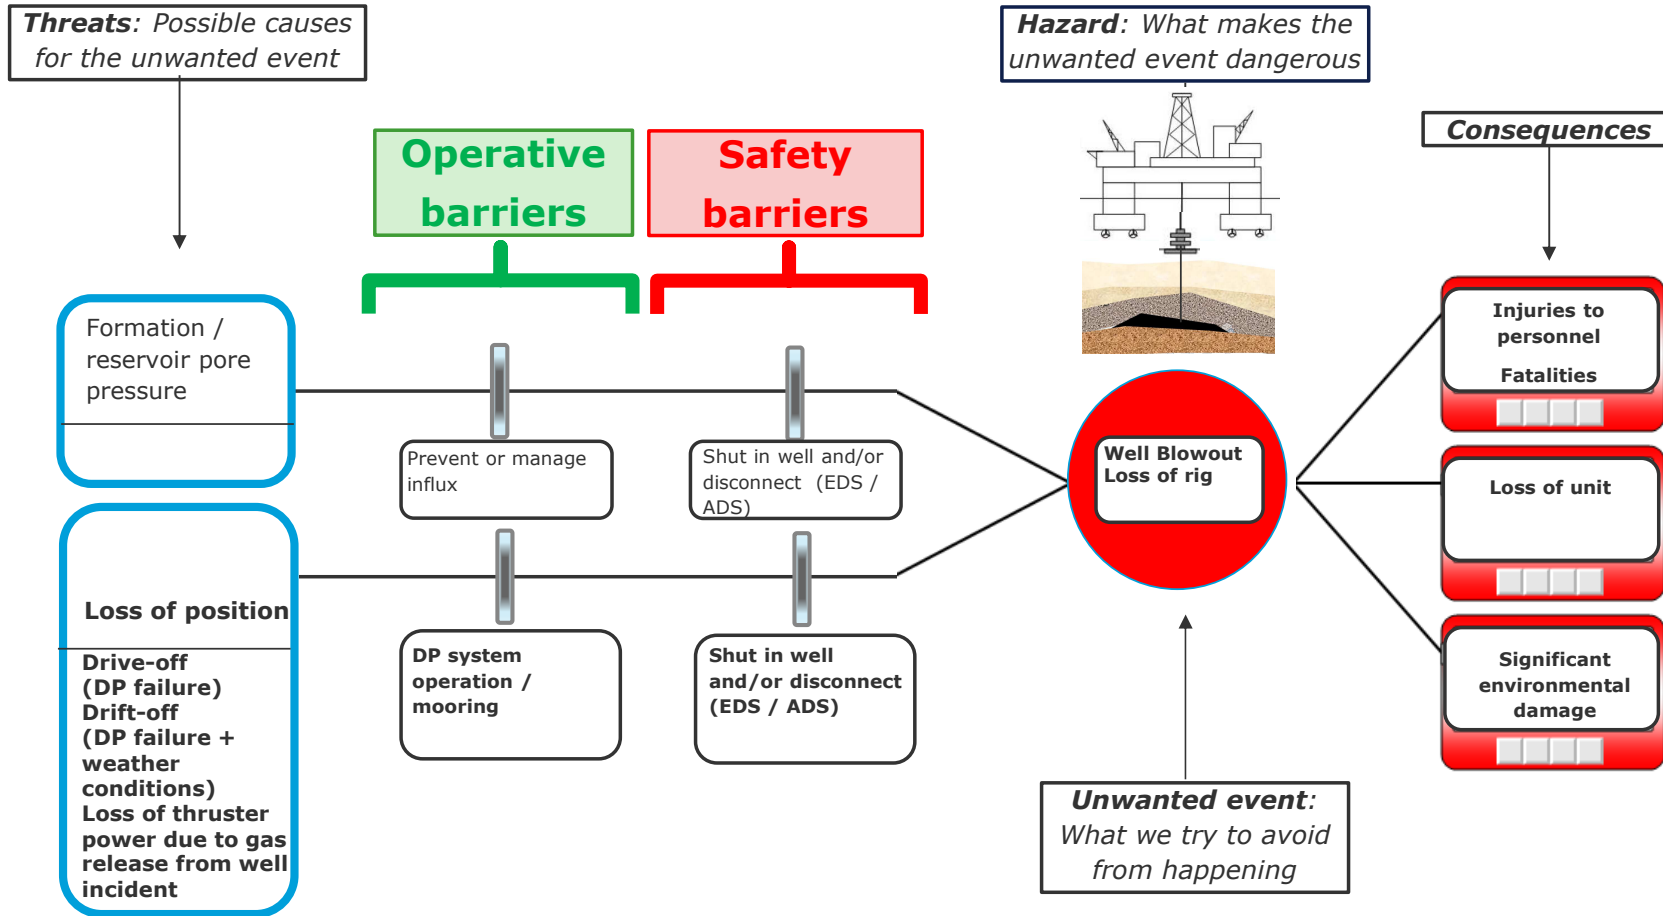 Threats: Possible causes
for the unwanted event
Hazard: What makes the
unwanted event dangerous
Consequences
Operative
barriers
Safety
barriers
Formation /
reservoir pore
pressure
Prevent or manage
influx
Shut in well and/or
disconnect (EDS /
ADS)
Well Blowout
Loss of rig
Injuries to
personnel
Fatalities
Loss of unit
Significant
environmental
damage
Loss of position
Drive-off
(DP failure)
Drift-off
(DP failure +
weather
conditions)
Loss of thruster
power due to gas
release from well
incident
DP system
operation /
mooring
Shut in well
and/or disconnect
(EDS / ADS)
Unwanted event:
What we try to avoid
from happening